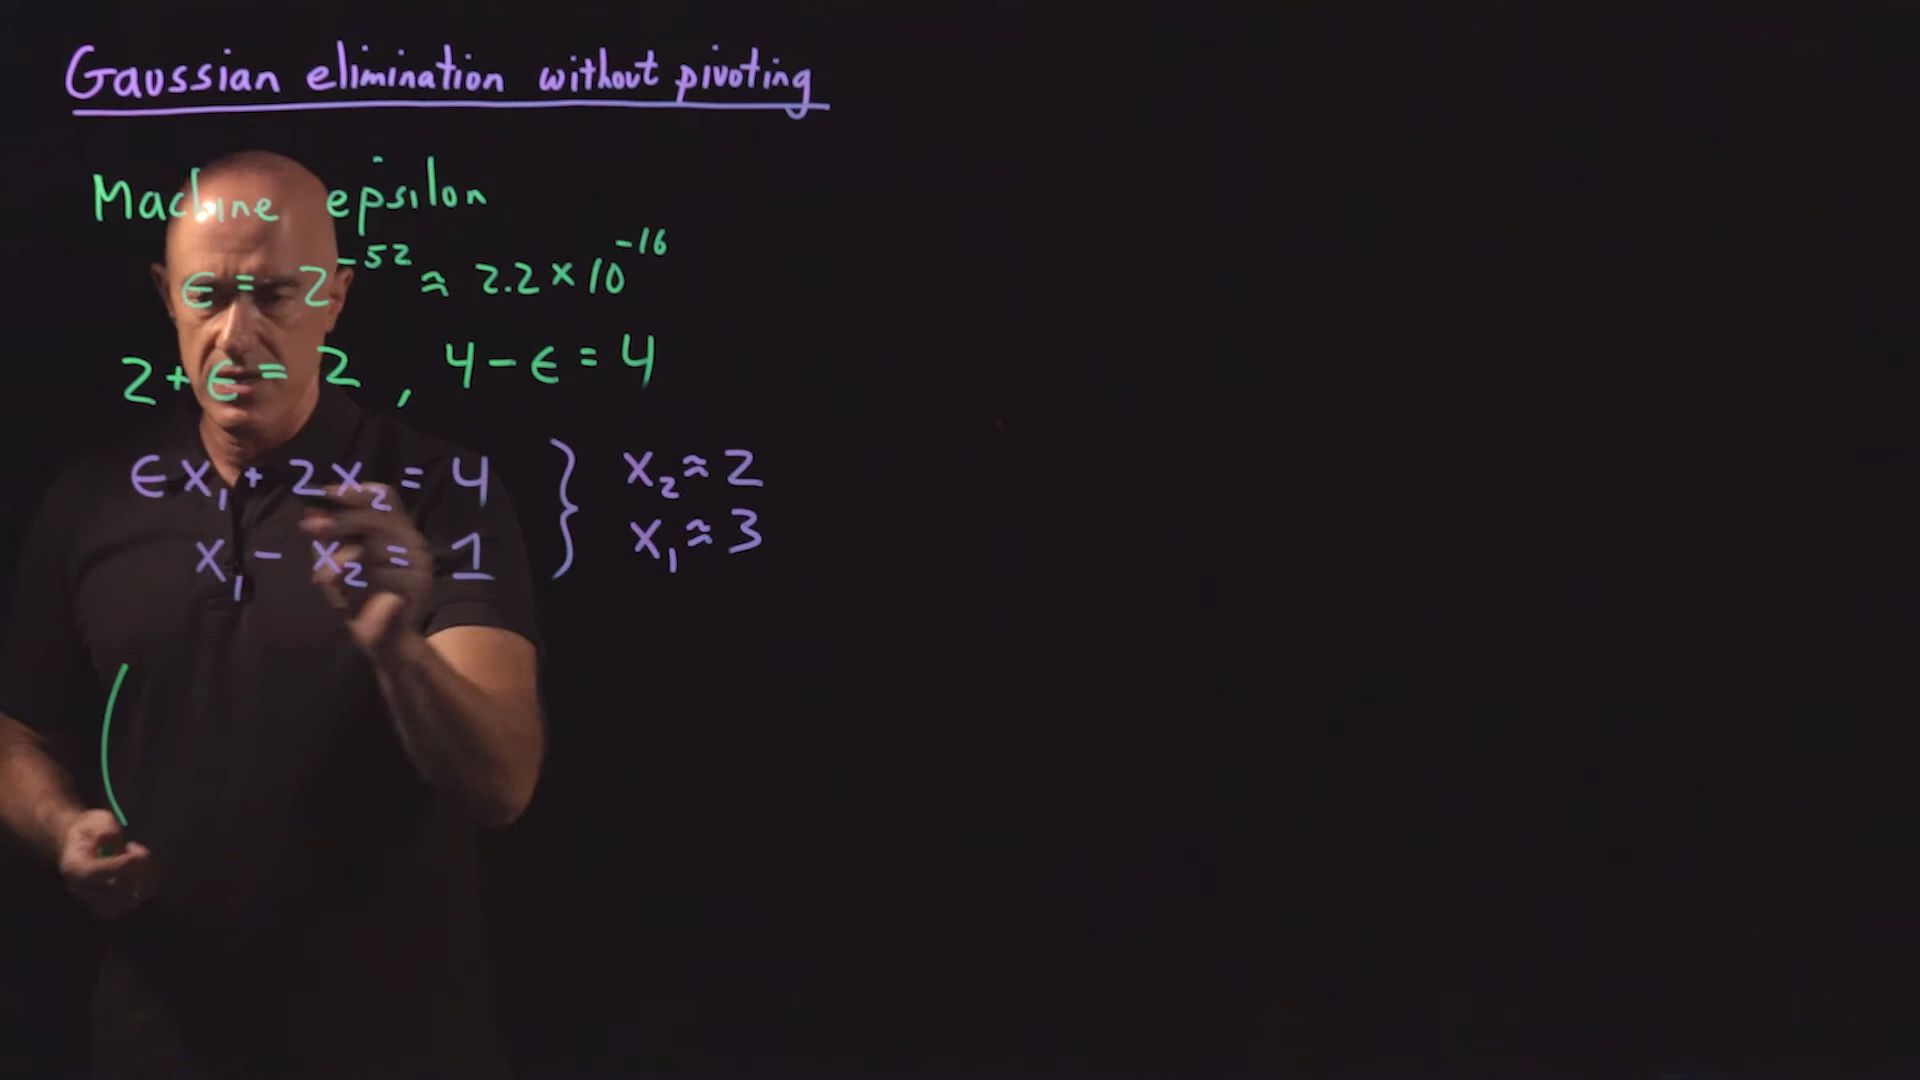 Gaussian elimination without pivoting
Machine epsilon
ϵ = 2^-52 ≈ 2.2 × 10^-16
2 + ϵ = 2 , 4 - ϵ = 4
ϵx₁ + 2x₂ = 4 } x₂ ≈ 2
x₁ - x₂ = 1 x₁ ≈ 3
(